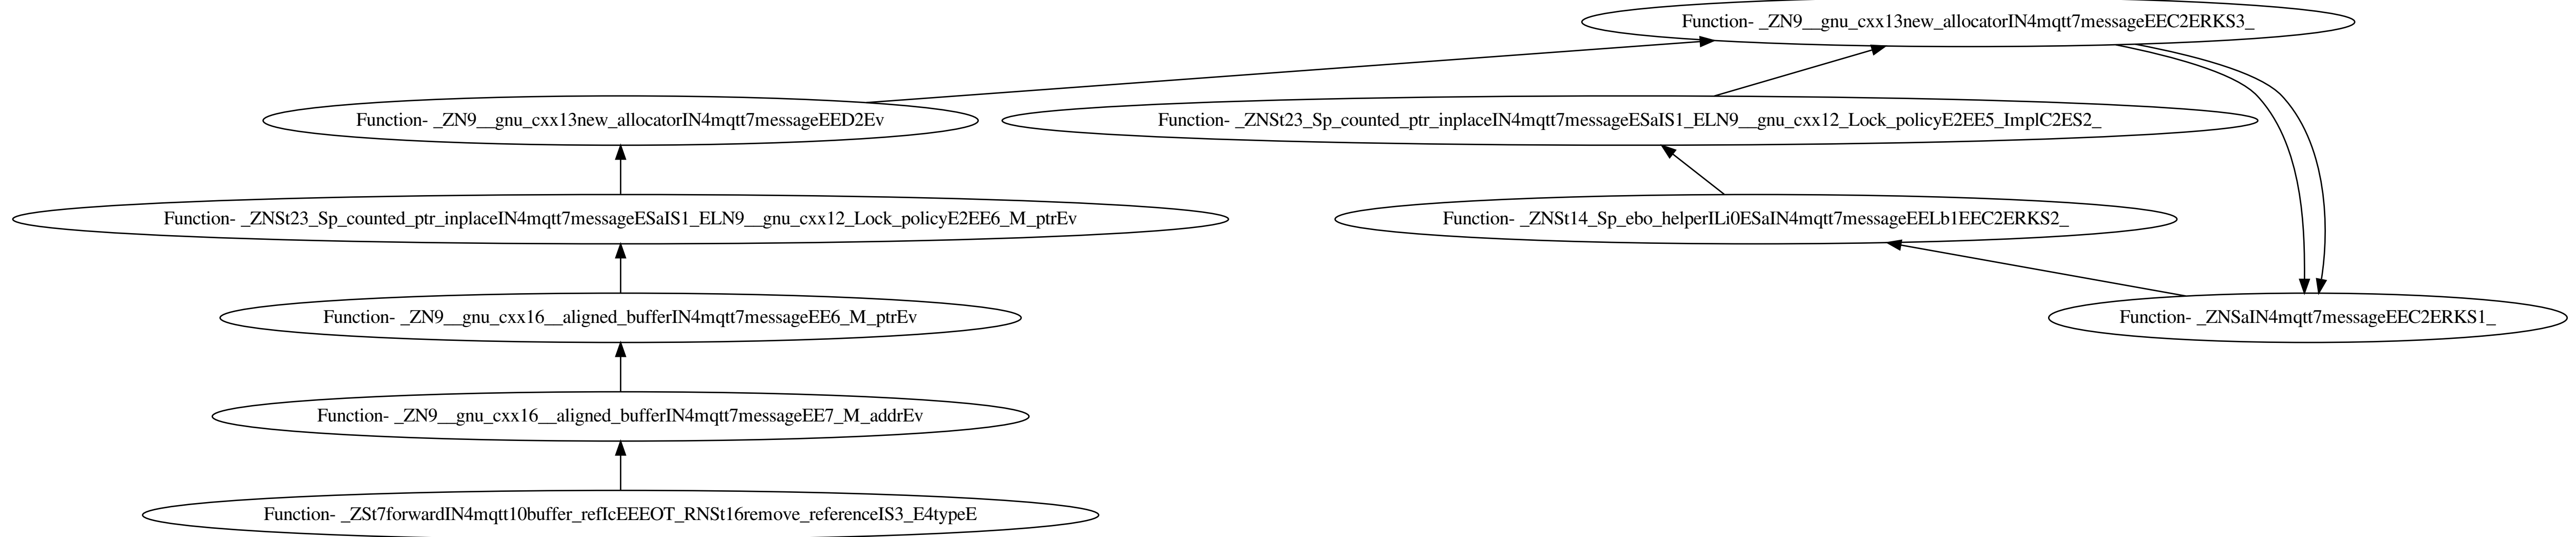 Function- _ZN9__gnu_cxx13new_allocatorIN4mqtt7messageEEC2ERKS3_
Function- _ZN9__gnu_cxx13new_allocatorIN4mqtt7messageEED2Ev
Function- _ZNSt23_Sp_counted_ptr_inplaceIN4mqtt7messageESaIS1_ELN9__gnu_cxx12_Lock_policyE2EE5_ImplC2ES2_
Function- _ZNSt23_Sp_counted_ptr_inplaceIN4mqtt7messageESaIS1_ELN9__gnu_cxx12_Lock_policyE2EE6_M_ptrEv
Function- _ZNSt14_Sp_ebo_helperILi0ESaIN4mqtt7messageEELb1EEC2ERKS2_
Function- _ZN9__gnu_cxx16__aligned_bufferIN4mqtt7messageEE6_M_ptrEv
Function- _ZNSaIN4mqtt7messageEEC2ERKS1_
Function- _ZN9__gnu_cxx16__aligned_bufferIN4mqtt7messageEE7_M_addrEv
Function- _ZSt7forwardIN4mqtt10buffer_refIcEEEOT_RNSt16remove_referenceIS3_E4typeE